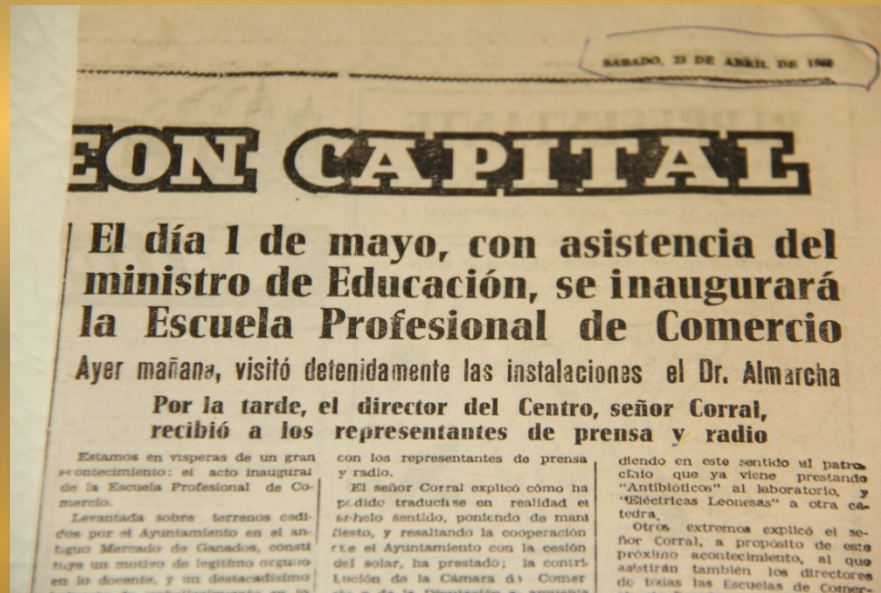 SABADO, 23 DE ABRIL DE 1960
EON CAPITAL
El día 1 de mayo, con asistencia del
ministro de Educación, se inaugurará
la Escuela Profesional de Comercio
Ayer mañana, visitó detenidamente las instalaciones el Dr. Almarcha
Por la tarde, el director del Centro, señor Corral,
recibió a los representantes de prensa y radio
Estamos en vísperas de un gran
acontecimiento: el acto inaugural
de la Escuela Profesional de Co-
mercio.
Levantada sobre terrenos cedi-
dos por el Ayuntamiento en el an-
tiguo Mercado de Ganados, consti
tuye un motivo de legítimo orgullo
en lo docente, y un destacadísimo
con los representantes de prensa
y radio.
El señor Corral explicó cómo ha
podido traducirse en realidad el
anhelo sentido, poniendo de mani
fiesto, y resaltando la cooperación
que el Ayuntamiento con la cesión
del solar, ha prestado; la contri
bución de la Cámara de Comer
diendo en este sentido al patro
cinio que ya viene prestando
"Antibióticos" al laboratorio, y
"Eléctricas Leonesas" a otra cá-
tedra.
Otros extremos explicó el se-
ñor Corral, a propósito de este
próximo acontecimiento, al que
asistirán también los directores
de todas las Escuelas de Comer-